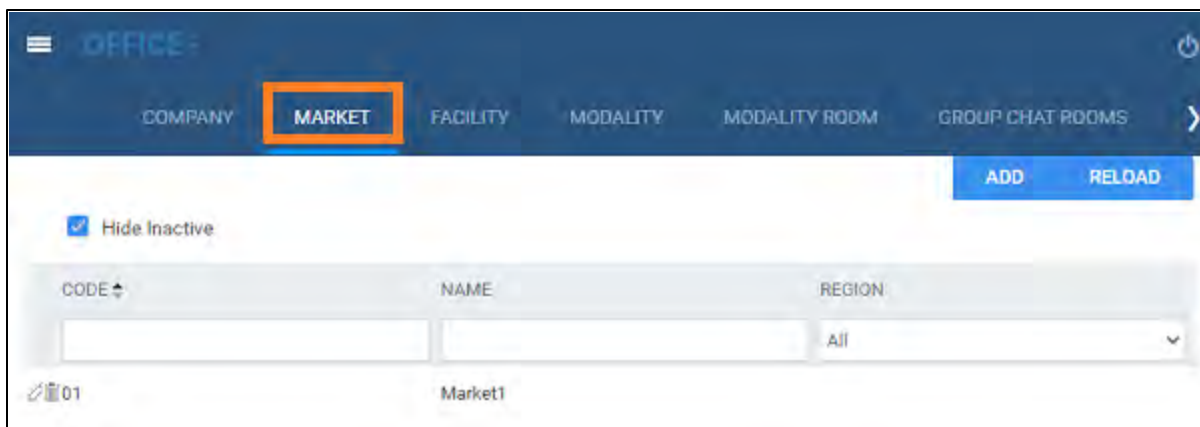 OFFICE
COMPANY MARKET FACILITY MODALITY MODALITY ROOM GROUP CHAT ROOMS
ADD RELOAD
Hide Inactive
CODE NAME REGION
All
01 Market1